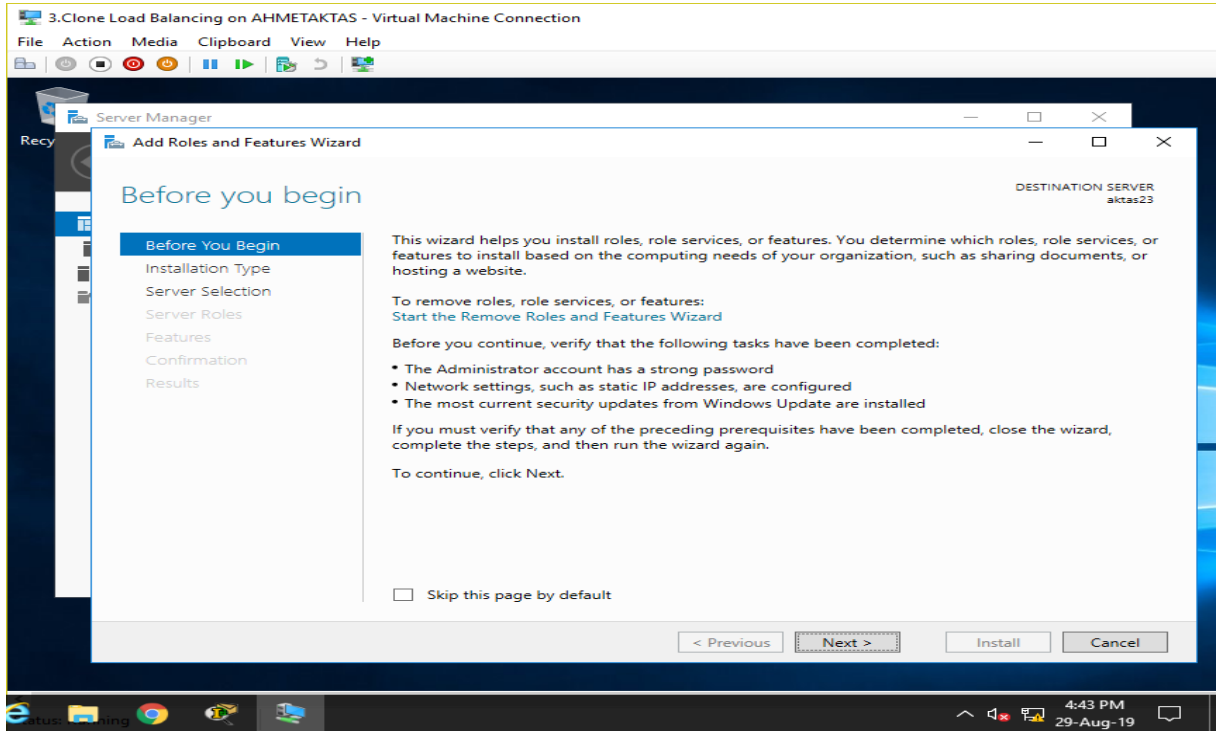 3.Clone Load Balancing on AHMETAKTAS - Virtual Machine Connection
File Action Media Clipboard View Help
Server Manager
Recy
Add Roles and Features Wizard
Before you begin
DESTINATION SERVER
aktas23
Before You Begin
Installation Type
Server Selection
Server Roles
Features
Confirmation
Results
This wizard helps you install roles, role services, or features. You determine which roles, role services, or
features to install based on the computing needs of your organization, such as sharing documents, or
hosting a website.
To remove roles, role services, or features:
Start the Remove Roles and Features Wizard
Before you continue, verify that the following tasks have been completed:
• The Administrator account has a strong password
• Network settings, such as static IP addresses, are configured
• The most current security updates from Windows Update are installed
If you must verify that any of the preceding prerequisites have been completed, close the wizard,
complete the steps, and then run the wizard again.
To continue, click Next.
Skip this page by default
< Previous Next > Install Cancel
4:43 PM
29-Aug-19